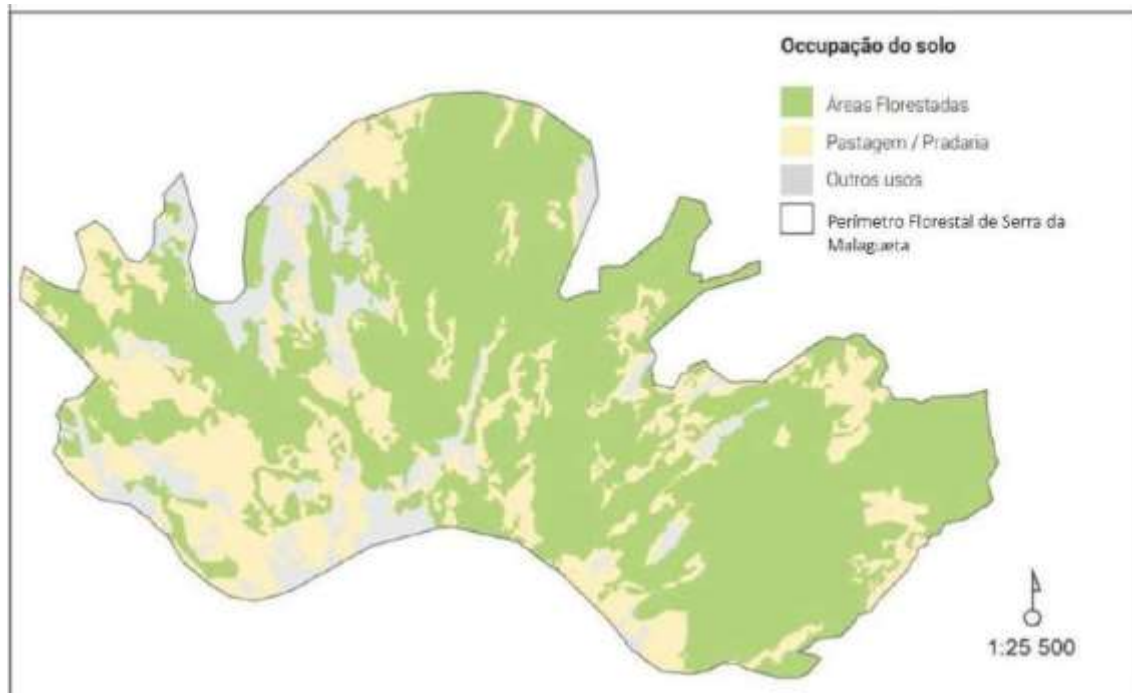 Occupação do solo
Áreas Florestadas
Pastagem / Pradaria
Outros usos
Perímetro Florestal de Serra da
Malagueta
1:25 500